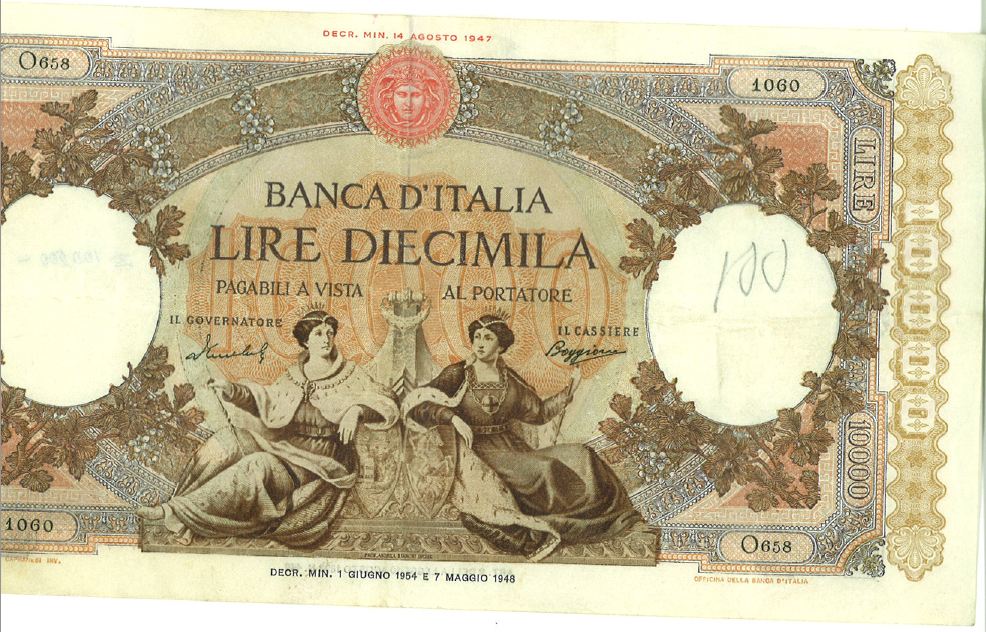 DECR. MIN. 14 AGOSTO 1947
O658
1060
LIRE
BANCA D'ITALIA
LIRE DIECIMILA
PAGABILI A VISTA AL PORTATORE
IL GOVERNATORE
IL CASSIERE
Boggione
100
10000
1060
O658
DECR. MIN. 1 GIUGNO 1954 E 7 MAGGIO 1948
OFFICINA DELLA BANCA D'ITALIA